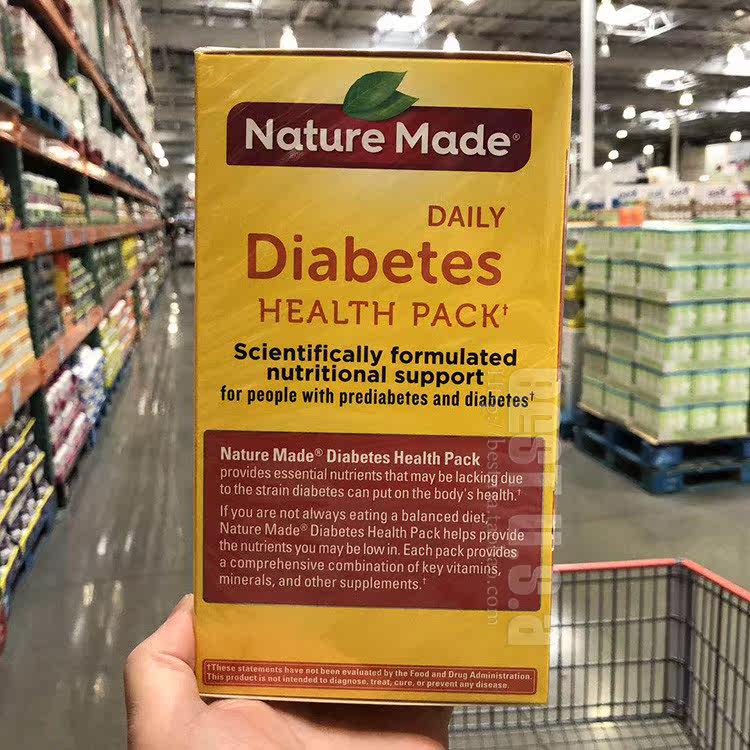 Nature Made®
DAILY
Diabetes
HEALTH PACK†
Scientifically formulated
nutritional support
for people with prediabetes and diabetes†
Nature Made® Diabetes Health Pack
provides essential nutrients that may be lacking due
to the strain diabetes can put on the body's health.†
If you are not always eating a balanced diet,
Nature Made® Diabetes Health Pack helps provide
the nutrients you may be low in. Each pack provides
a comprehensive combination of key vitamins,
minerals, and other supplements.†
†These statements have not been evaluated by the Food and Drug Administration.
This product is not intended to diagnose, treat, cure, or prevent any disease.